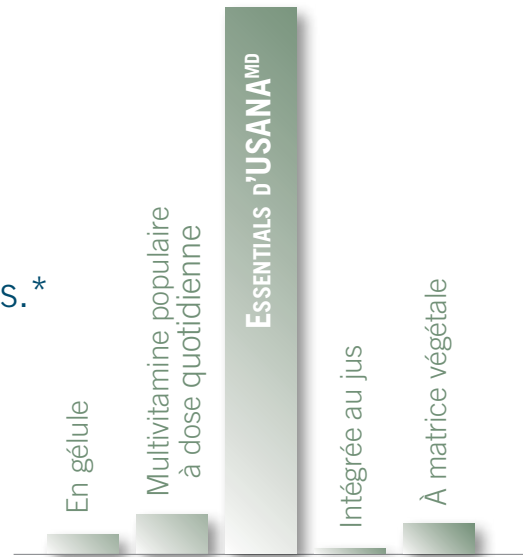 s.*
En gélule
Multivitamine populaire
à dose quotidienne
ESSENTIALS D'USANAMD
Intégrée au jus
À matrice végétale